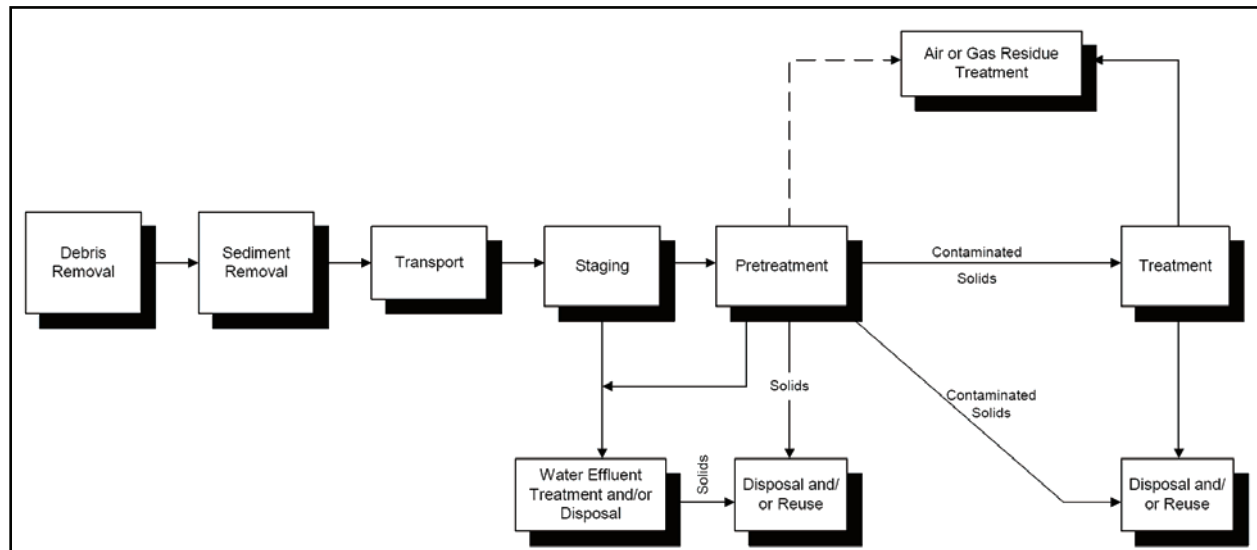 Air or Gas Residue
Treatment
Debris
Removal
Sediment
Removal
Transport
Staging
Pretreatment
Contaminated
Solids
Treatment
Solids
Contaminated
Solids
Water Effluent
Treatment and/or
Disposal
Solids
Disposal and/
or Reuse
Disposal and/
or Reuse